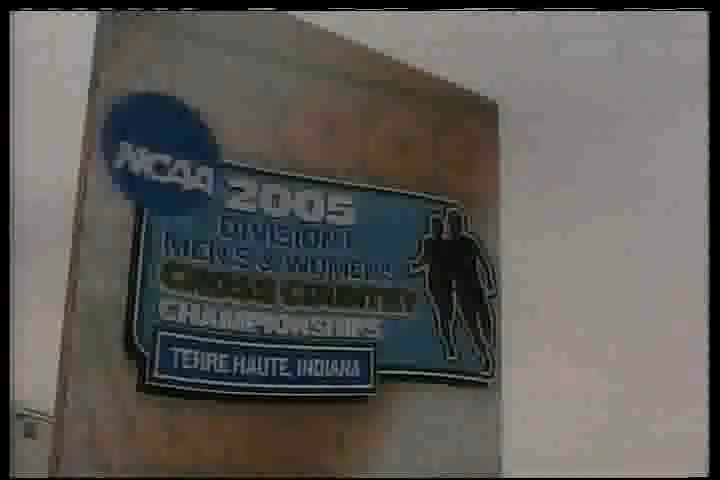 NCAA
2005
DIVISION I
MEN'S & WOMEN'S
CROSS COUNTRY
CHAMPIONSHIPS
TERRE HAUTE, INDIANA